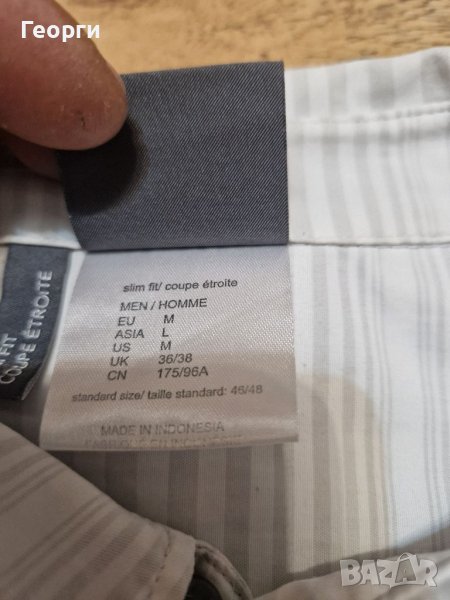 Георги
FIT
COUPE ÉTROITE
slim fit/ coupe étroite
MEN / HOMME
EU M
ASIA L
US M
UK 36/38
CN 175/96A
standard size/ taille standard: 46/48
MADE IN INDONESIA
BAZAR